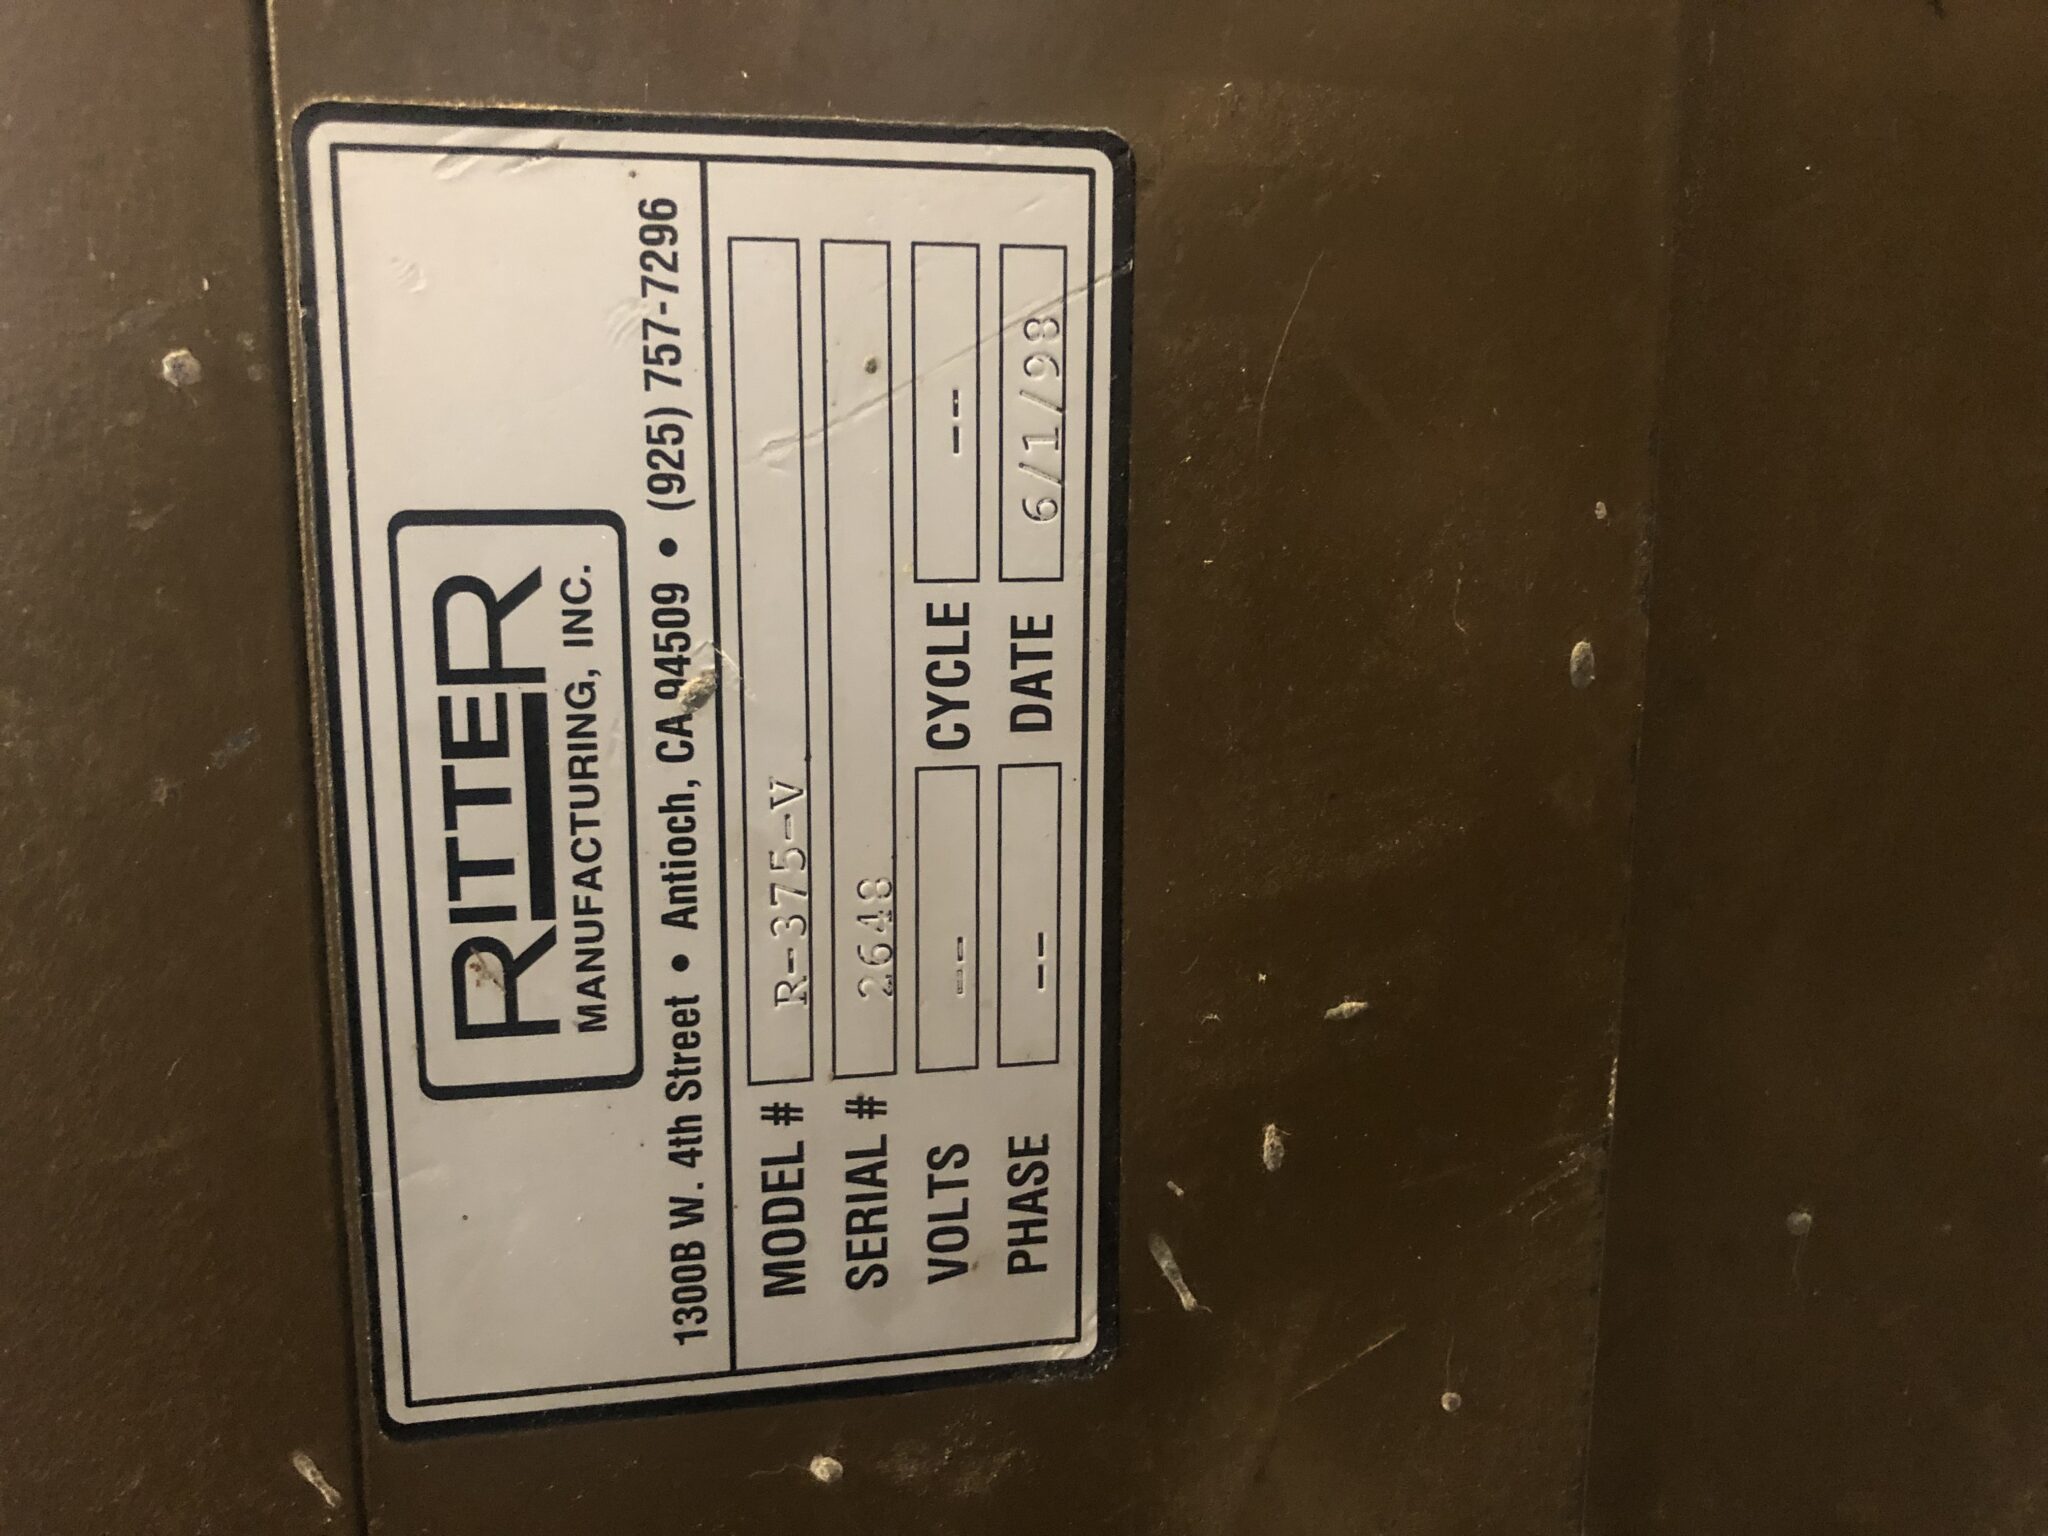 RITTER
MANUFACTURING, INC.
1300B W. 4th Street • Antioch, CA 94509 • (925) 757-7296
MODEL # R-375-V
SERIAL # 2648
VOLTS -- CYCLE --
PHASE -- DATE 6/1/98